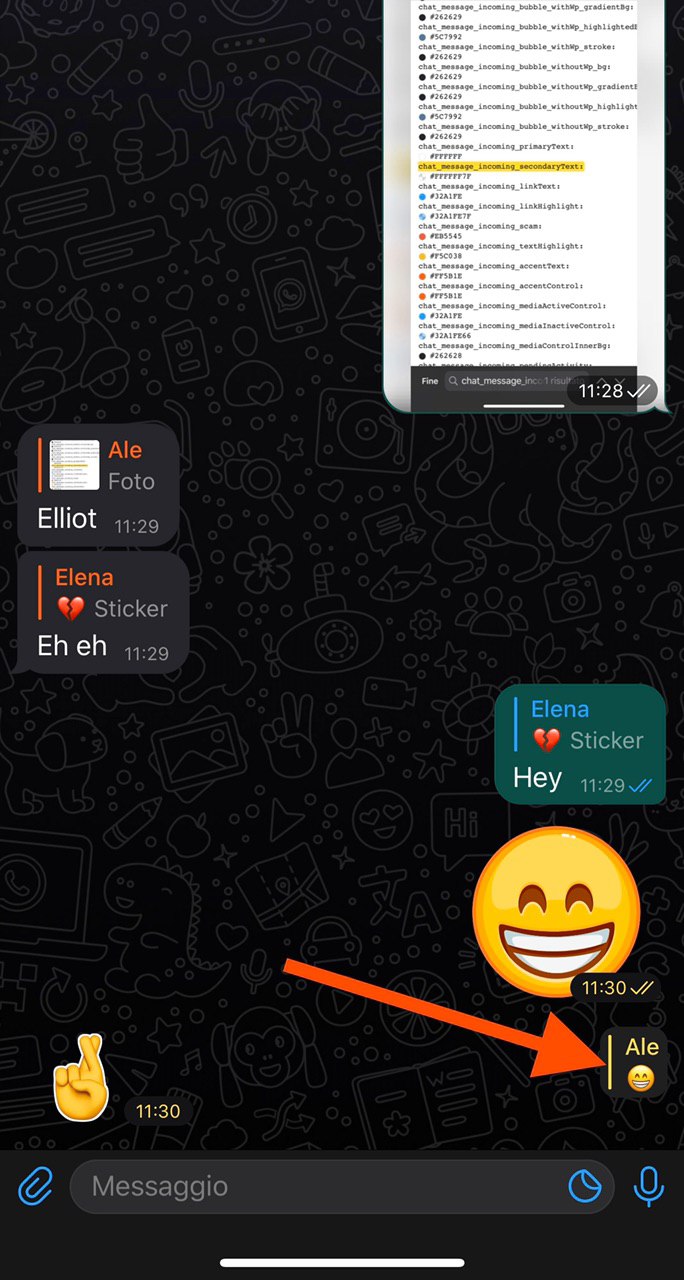 chat_message_incoming_bubble_withWp_gradientBg:
#262629
chat_message_incoming_bubble_withWp_highlightedB
#5C7992
chat_message_incoming_bubble_withWp_stroke:
#262629
chat_message_incoming_bubble_withoutWp_bg:
#262629
chat_message_incoming_bubble_withoutWp_gradientB
#262629
chat_message_incoming_bubble_withoutWp_highlight
#5C7992
chat_message_incoming_bubble_withoutWp_stroke:
#262629
chat_message_incoming_primaryText:
#FFFFFF
chat_message_incoming_secondaryText:
#FFFFFF7F
chat_message_incoming_linkText:
#32A1FE
chat_message_incoming_linkHighlight:
#32A1FE7F
chat_message_incoming_scam:
#EB5545
chat_message_incoming_textHighlight:
#F5C038
chat_message_incoming_accentText:
#FF5B1E
chat_message_incoming_accentControl:
#FF5B1E
chat_message_incoming_mediaActiveControl:
#32A1FE
chat_message_incoming_mediaInactiveControl:
#32A1FE66
chat_message_incoming_mediaControlInnerBg:
#262628
chat_message_incoming_pendingActivity:
Fine chat_message_inco 1 risultato
11:28
Ale
Foto
Elliot 11:29
Elena
💔 Sticker
Eh eh 11:29
Elena
💔 Sticker
Hey 11:29
Hi
11:30
Ale
😁
11:30
Messaggio